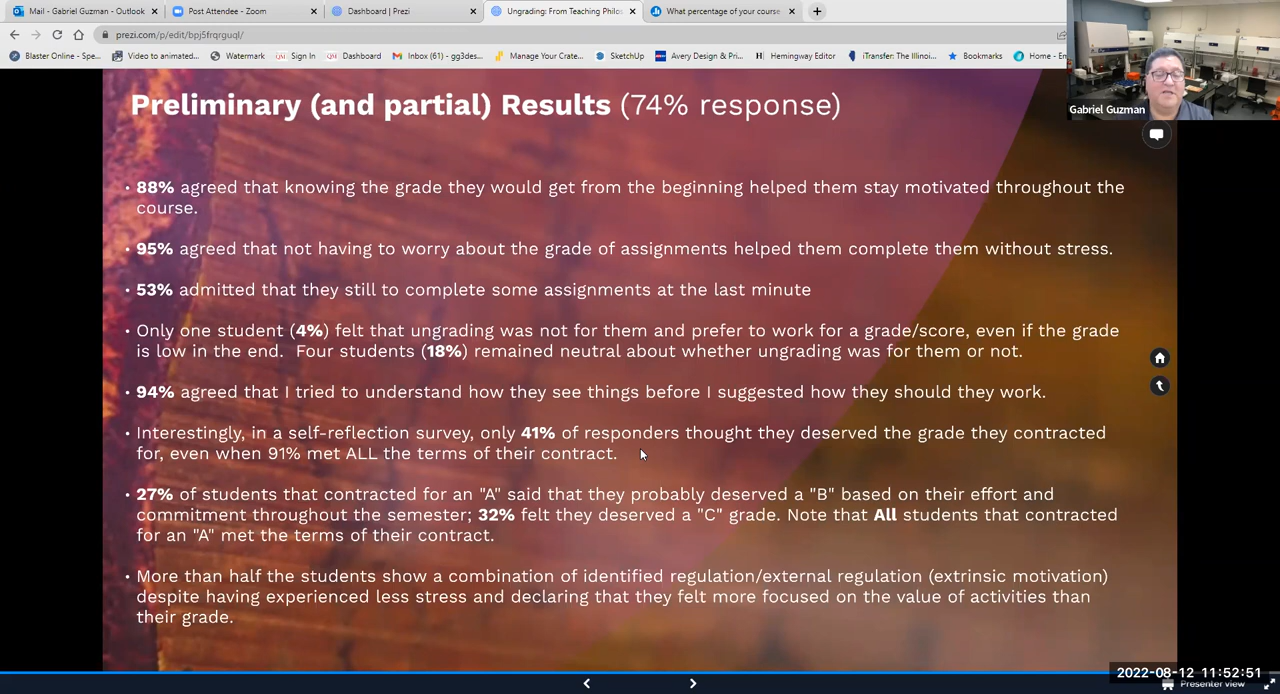 Mail - Gabriel Guzman - Outlook
Post Attendee - Zoom
Dashboard | Prezi
Ungrading: From Teaching Philos
What percentage of your course
prezi.com/p/edit/bpj5frqrguql/
Blaster Online - Spe...
Video to animated...
Watermark
Sign In
Dashboard
Inbox (61) - gg3des...
Manage Your Crate...
SketchUp
Avery Design & Pri...
Hemingway Editor
iTransfer: The Illinoi...
Bookmarks
Home - En
Gabriel Guzman
Preliminary (and partial) Results (74% response)
• 88% agreed that knowing the grade they would get from the beginning helped them stay motivated throughout the
course.
• 95% agreed that not having to worry about the grade of assignments helped them complete them without stress.
• 53% admitted that they still to complete some assignments at the last minute
• Only one student (4%) felt that ungrading was not for them and prefer to work for a grade/score, even if the grade
is low in the end. Four students (18%) remained neutral about whether ungrading was for them or not.
• 94% agreed that I tried to understand how they see things before I suggested how they should they work.
• Interestingly, in a self-reflection survey, only 41% of responders thought they deserved the grade they contracted
for, even when 91% met ALL the terms of their contract.
• 27% of students that contracted for an "A" said that they probably deserved a "B" based on their effort and
commitment throughout the semester; 32% felt they deserved a "C" grade. Note that All students that contracted
for an "A" met the terms of their contract.
• More than half the students show a combination of identified regulation/external regulation (extrinsic motivation)
despite having experienced less stress and declaring that they felt more focused on the value of activities than
their grade.
2022-08-12 11:52:51
Presenter view